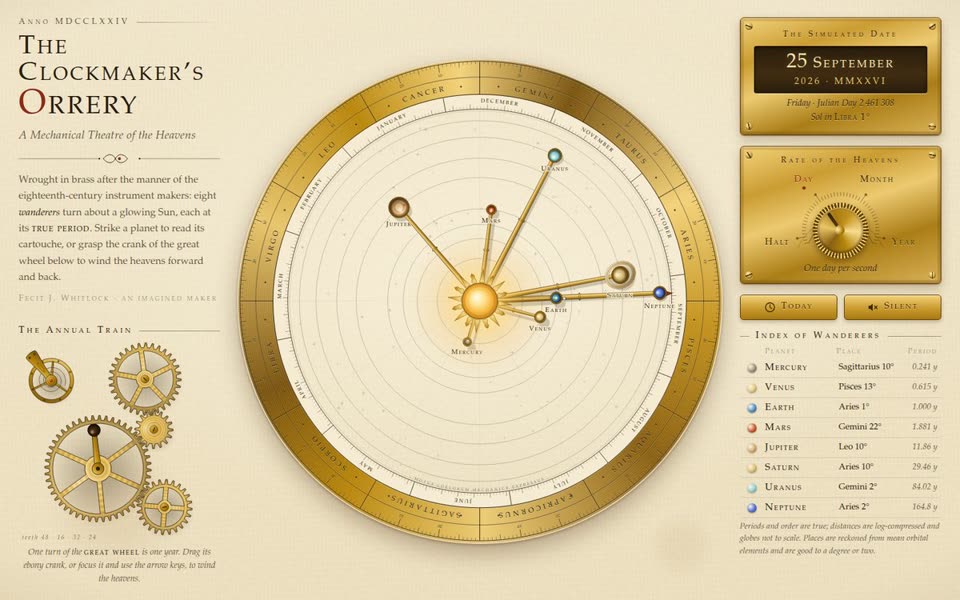 Anno MDCCLXXIV
The
Clockmaker’s
Orrery
A Mechanical Theatre of the Heavens
Wrought in brass after the manner of the
eighteenth-century instrument makers: eight
wanderers turn about a glowing Sun, each at
its true period. Strike a planet to read its
cartouche, or grasp the crank of the great
wheel below to wind the heavens forward
and back.
Fecit J. Whitlock · an imagined maker
The Annual Train
teeth 48 · 16 · 32 · 24
One turn of the great wheel is one year. Drag its
ebony crank, or focus it and use the arrow keys, to wind
the heavens.
Cancer
Gemini
Taurus
Aries
Pisces
Aquarius
Capricornus
Sagittarius
Scorpio
Libra
Virgo
Leo
January
December
November
September
August
July
June
May
April
March
February
Uranus
Jupiter
Mars
Saturn
Neptune
Earth
Venus
Mercury
The Simulated Date
25 September
2026 · MMXXVI
Friday · Julian Day 2 461 308
Sol in Libra 1°
Rate of the Heavens
Day
Month
Halt
Year
One day per second
Today
Silent
Index of Wanderers
Planet Place Period
Mercury Sagittarius 10° 0.241 y
Venus Pisces 13° 0.615 y
Earth Aries 1° 1.000 y
Mars Gemini 22° 1.881 y
Jupiter Leo 10° 11.86 y
Saturn Aries 10° 29.46 y
Uranus Gemini 2° 84.02 y
Neptune Aries 2° 164.8 y
Periods and order are true; distances are log-compressed and
globes not to scale. Places are reckoned from mean orbital
elements and are good to a degree or two.